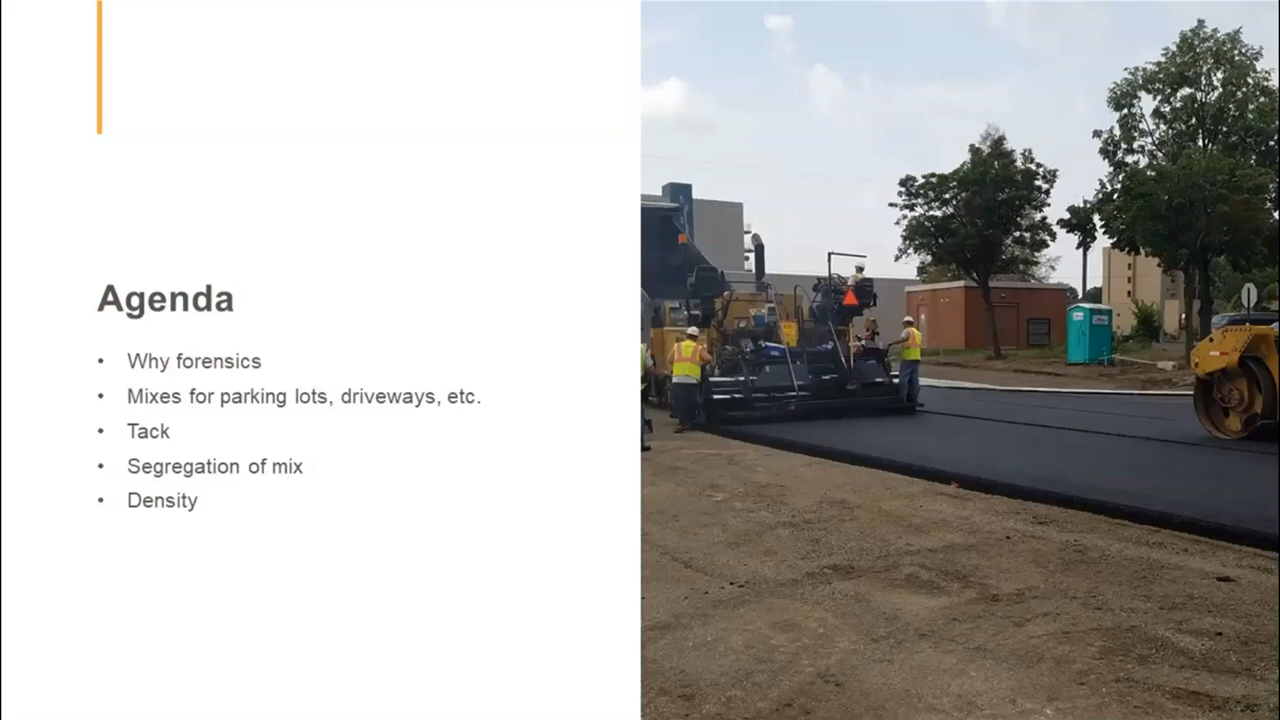 Agenda
• Why forensics
• Mixes for parking lots, driveways, etc.
• Tack
• Segregation of mix
• Density